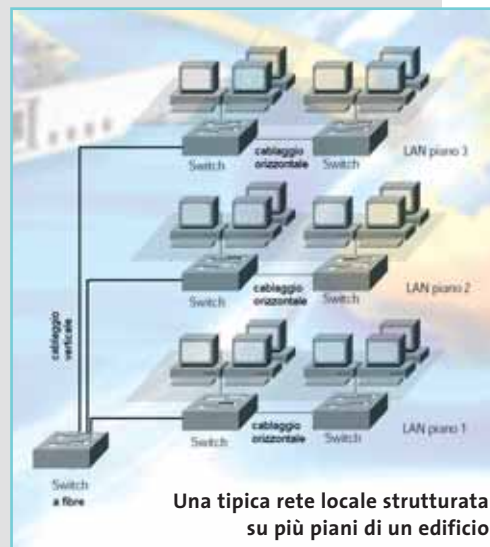 cablaggio
orizzontale
LAN piano 3
Switch
Switch
cablaggio
orizzontale
LAN piano 2
Switch
Switch
cablaggio
verticale
cablaggio
orizzontale
LAN piano 1
Switch
Switch
Switch
a fibre
Una tipica rete locale strutturata
su più piani di un edificio